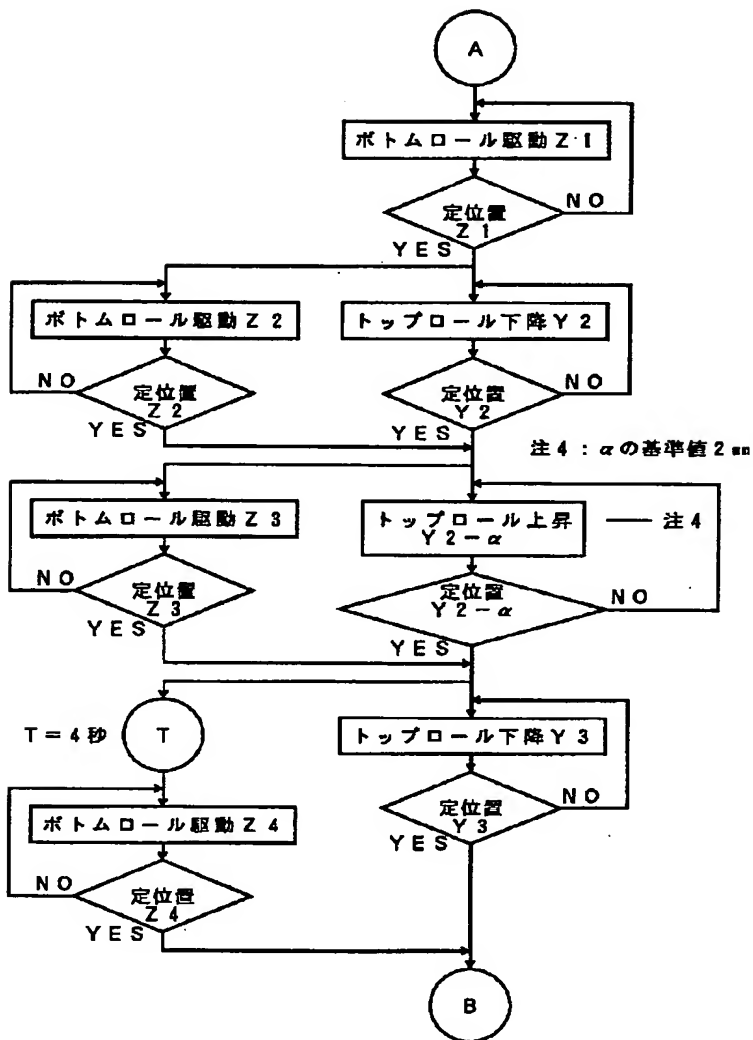 A
ボトムロール駆動Z1
定位置
Z1
NO
YES
ボトムロール駆動Z2
トップロール下降Y2
定位置
Z2
NO
YES
定位置
Y2
NO
YES
注4：αの基準値2mm
ボトムロール駆動Z3
トップロール上昇
Y2-α
注4
定位置
Z3
NO
YES
定位置
Y2-α
NO
YES
T=4秒
T
トップロール下降Y3
ボトムロール駆動Z4
定位置
Y3
NO
YES
定位置
Z4
NO
YES
B